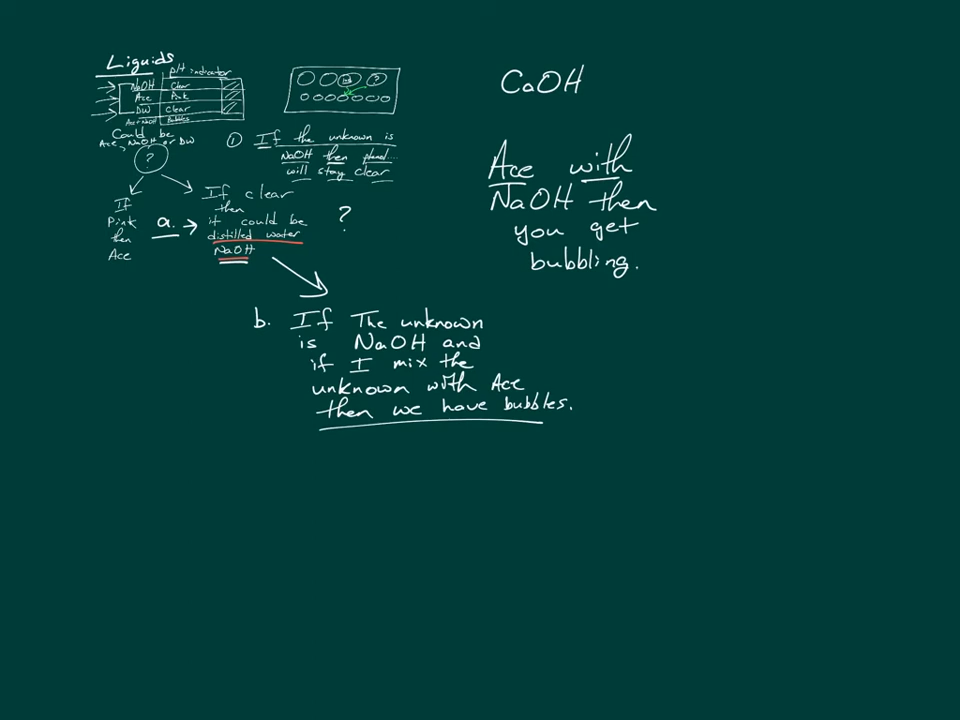 Liquids
pH indicator
NaOH Clear
Ace Pink
DW clear
Ace+NaOH Bubbles
Could be
Ace, NaOH or DW
?
If
Pink
then
Ace
a.
If clear
then
it could be
distilled water
NaOH
ind ?
① If the unknown is
NaOH then phenol...
will stay clear
?
b. If The unknown
is NaOH and
if I mix the
unknown with Ace
then we have bubbles.
CaOH
Ace with
NaOH then
you get
bubbling.